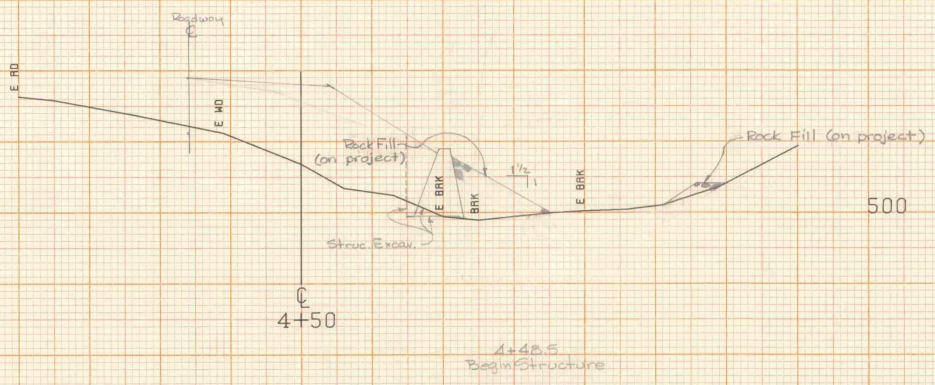 Roadway
℄
E RD
E WD
Rock Fill
(on project)
E BRK
BRK
1½
1
E BRK
Rock Fill (on project)
500
Struc. Excav.
℄
4+50
4+48.5
Begin Structure